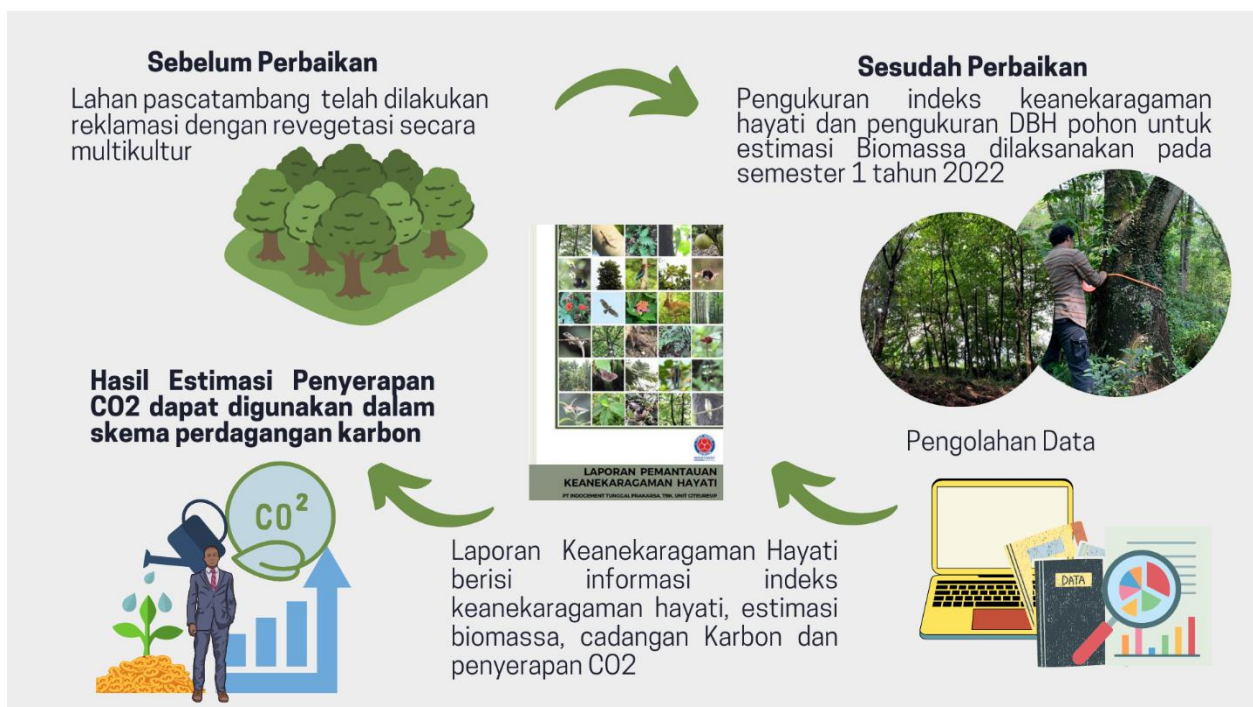 Sebelum Perbaikan
Lahan pascatambang telah dilakukan
reklamasi dengan revegetasi secara
multikultur
Sesudah Perbaikan
Pengukuran indeks keanekaragaman
hayati dan pengukuran DBH pohon untuk
estimasi Biomassa dilaksanakan pada
semester 1 tahun 2022
Pengolahan Data
DATA
LAPORAN PEMANTAUAN
KEANEKARAGAMAN HAYATI
PT INDOCEMENT TUNGGAL PRAKARSA, TBK. UNIT CITEUREUP
Laporan Keanekaragaman Hayati
berisi informasi indeks
keanekaragaman hayati, estimasi
biomassa, cadangan Karbon dan
penyerapan CO2
Hasil Estimasi Penyerapan
CO2 dapat digunakan dalam
skema perdagangan karbon
CO²